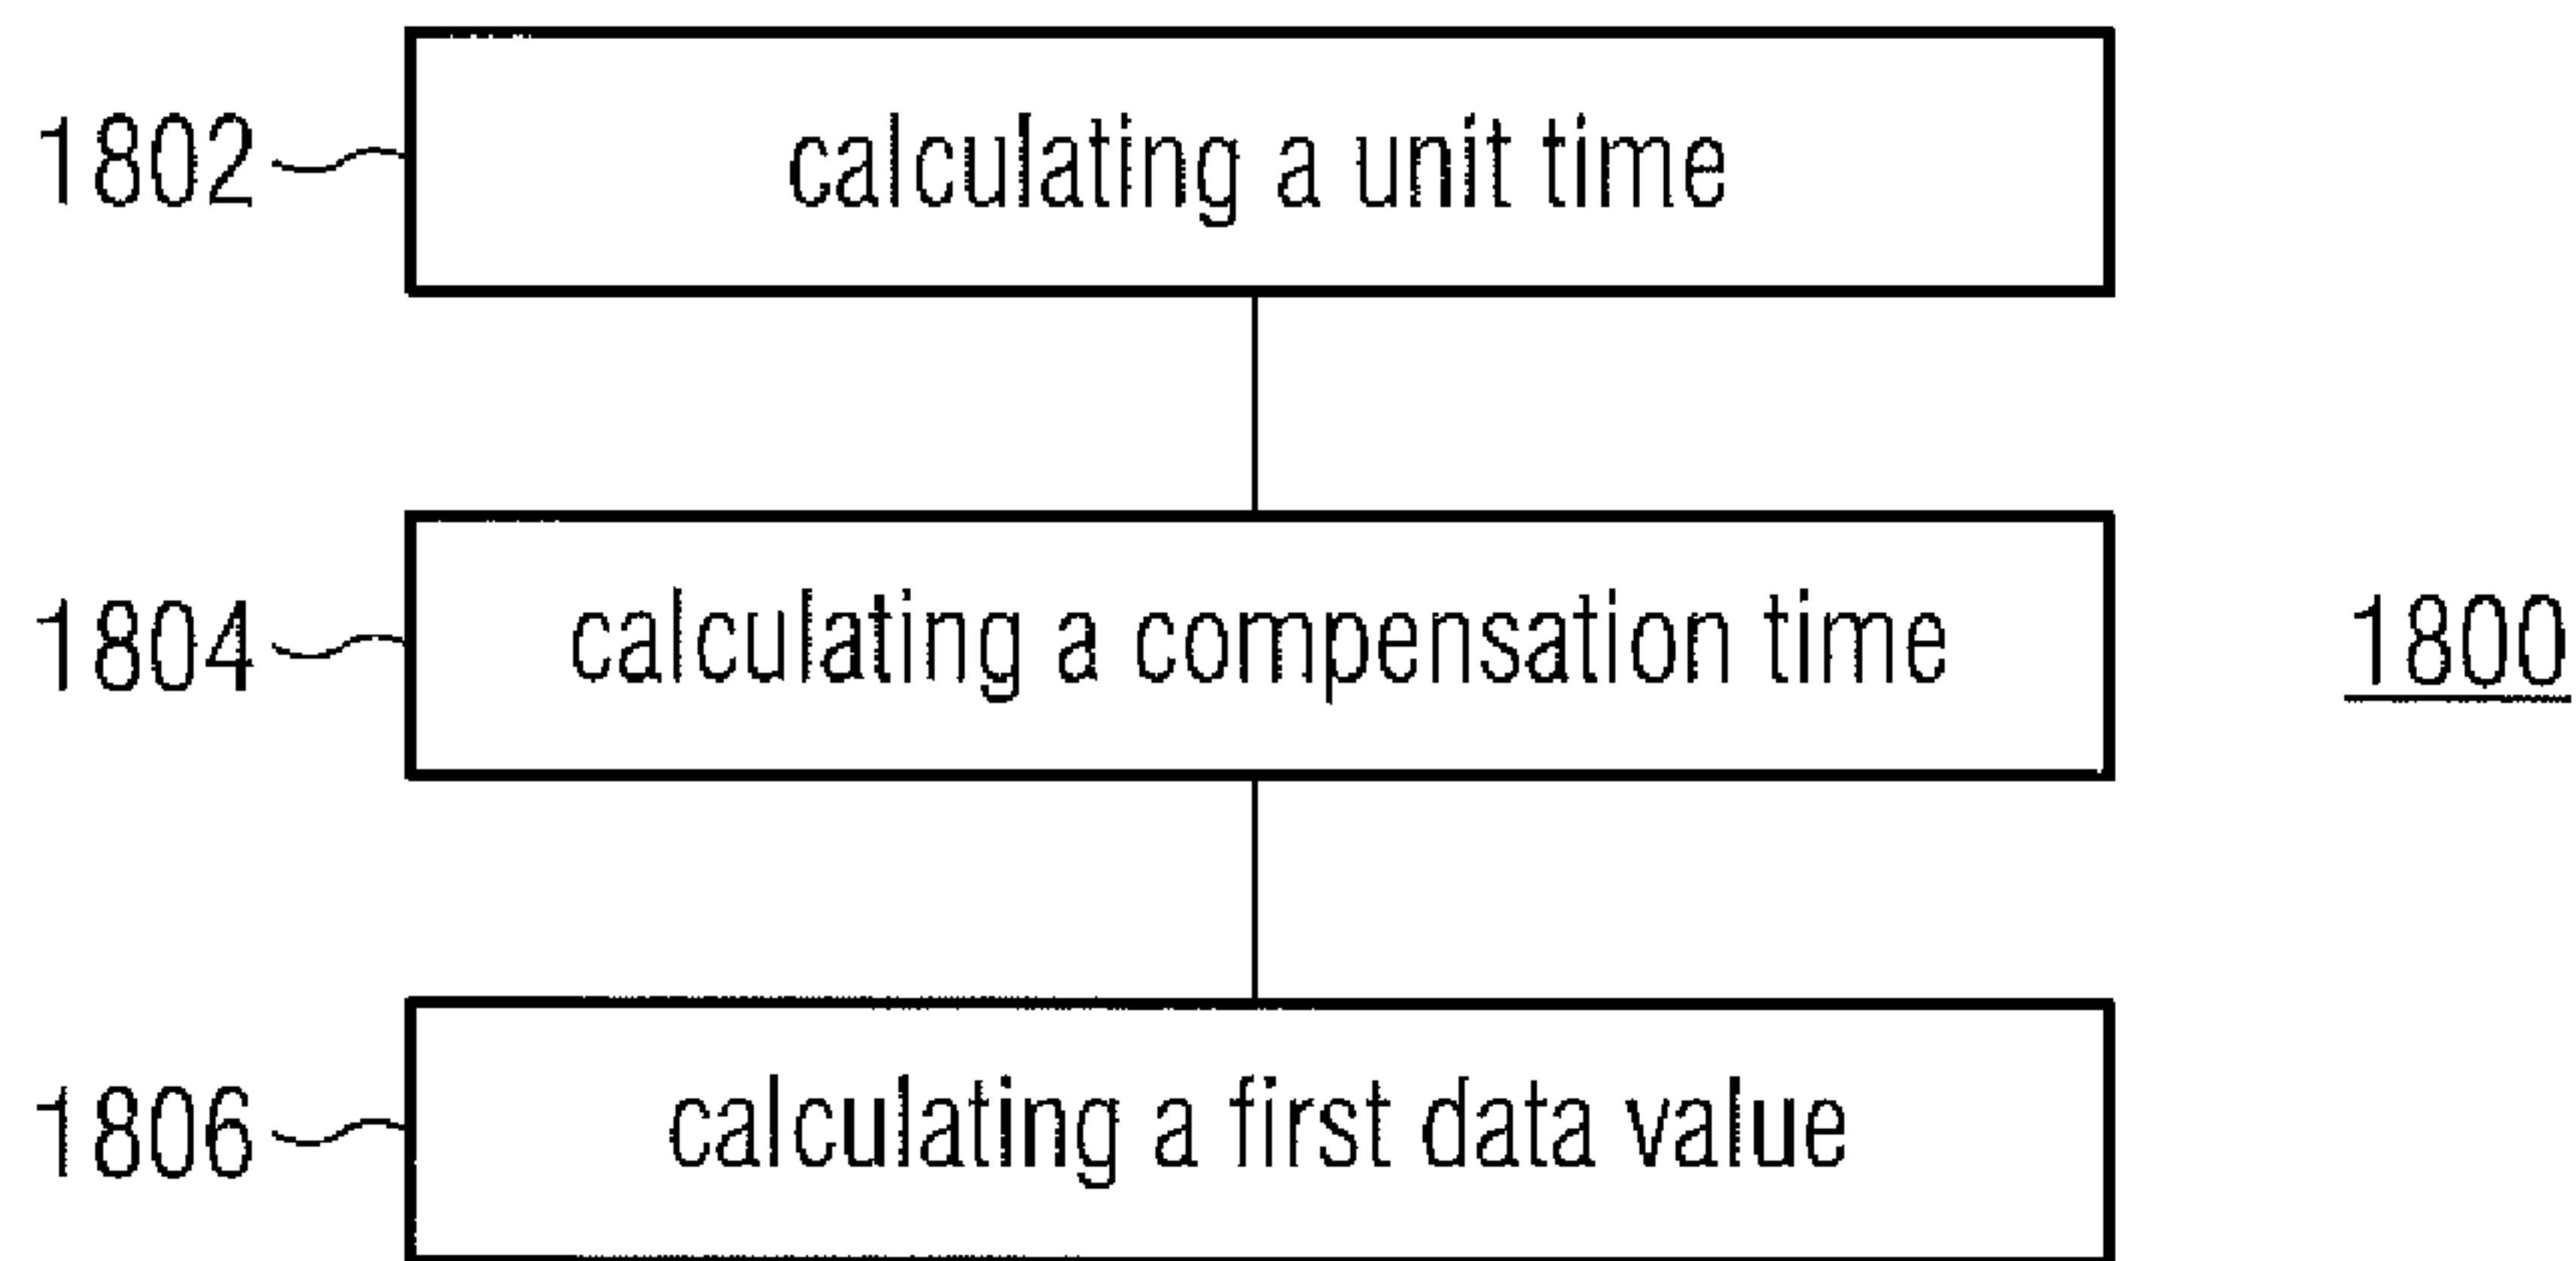 1802 calculating a unit time
1804 calculating a compensation time 1800
1806 calculating a first data value